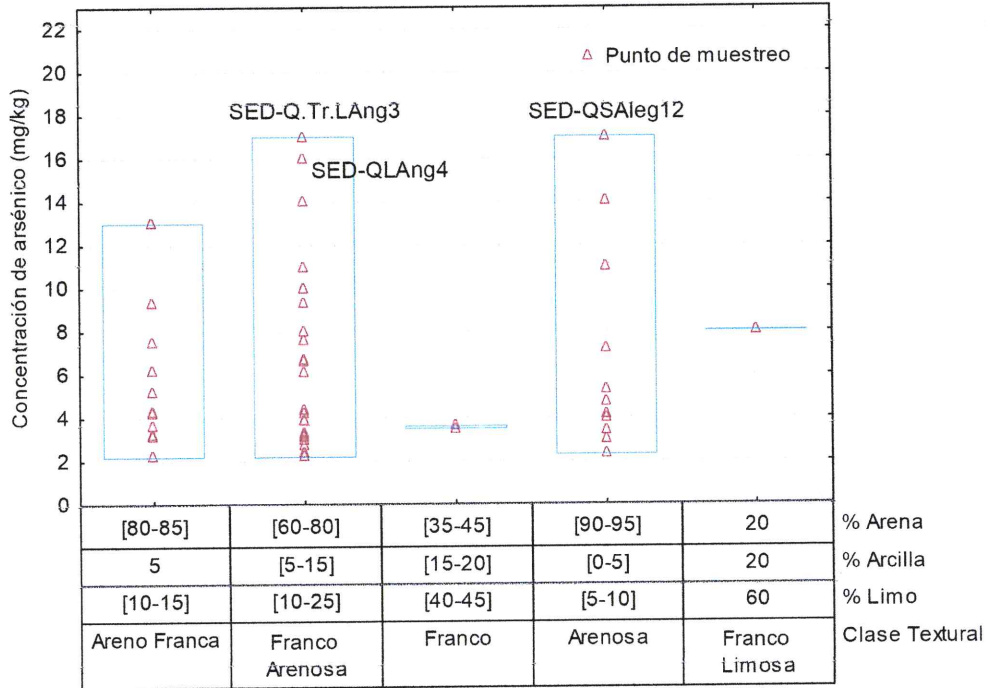 22
20
18
16
14
12
10
8
6
4
2
0
Concentración de arsénico (mg/kg)
Punto de muestreo
SED-Q.Tr.LAng3
SED-QSAleg12
SED-QLAng4
[80-85] [60-80] [35-45] [90-95] 20 % Arena
5 [5-15] [15-20] [0-5] 20 % Arcilla
[10-15] [10-25] [40-45] [5-10] 60 % Limo
Areno Franca Franco Franco Arenosa Franco Clase Textural
Arenosa Limosa